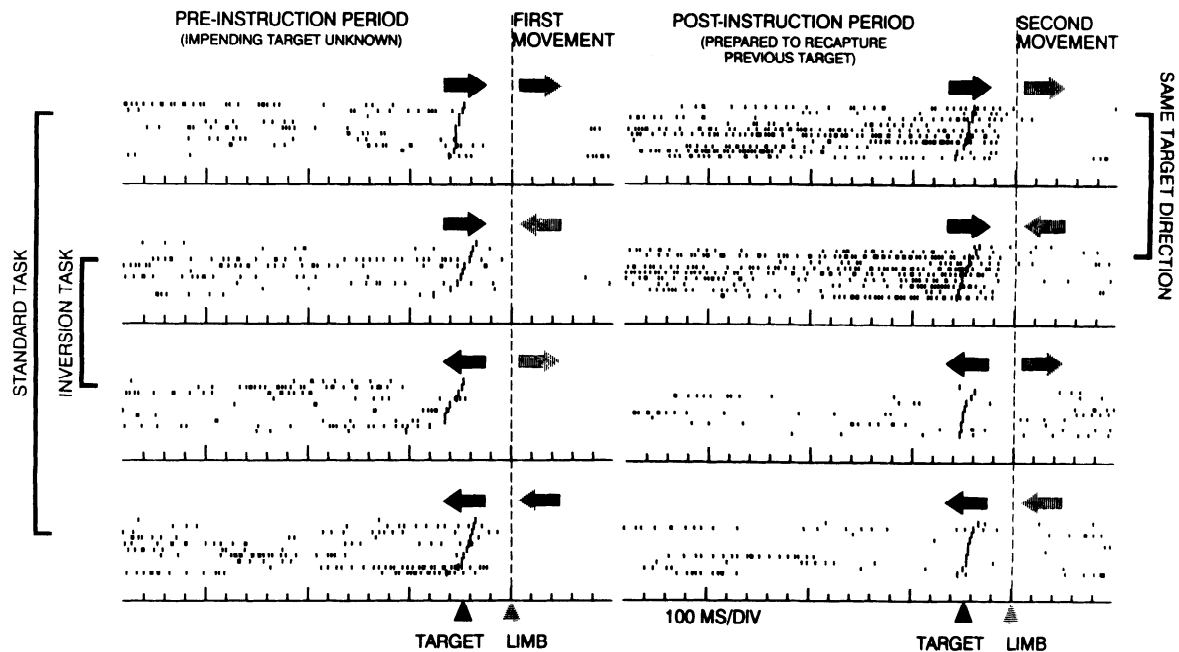 PRE-INSTRUCTION PERIOD
(IMPENDING TARGET UNKNOWN)
FIRST
MOVEMENT
POST-INSTRUCTION PERIOD
(PREPARED TO RECAPTURE
PREVIOUS TARGET)
SECOND
MOVEMENT
STANDARD TASK
INVERSION TASK
SAME TARGET DIRECTION
100 MS/DIV
TARGET
LIMB
TARGET
LIMB